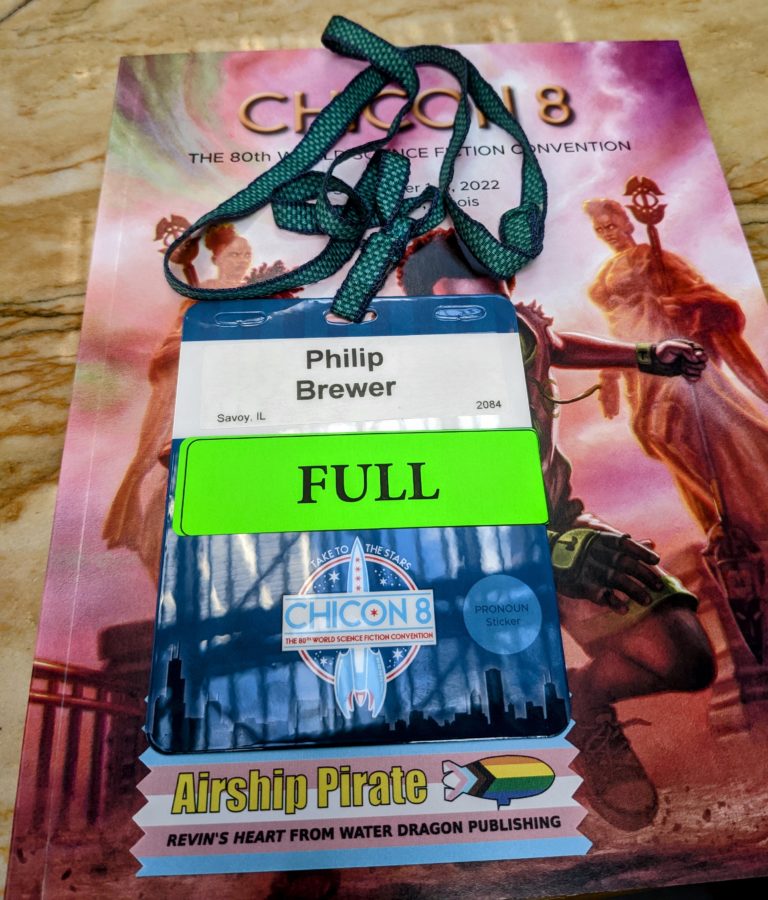 CHICON 8
THE 80th W SCIENCE FICTION CONVENTION
2022
Philip
Brewer
Savoy, IL 2084
FULL
TAKE TO THE STARS
CHICON 8
THE 80TH WORLD SCIENCE FICTION CONVENTION
PRONOUN
Sticker
Airship Pirate
REVIN'S HEART FROM WATER DRAGON PUBLISHING